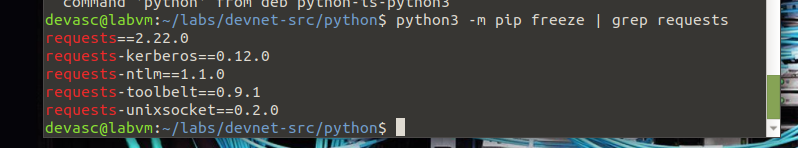 command 'python' from deb python-is-python3
devasc@labvm:~/labs/devnet-src/python$ python3 -m pip freeze | grep requests
requests==2.22.0
requests-kerberos==0.12.0
requests-ntlm==1.1.0
requests-toolbelt==0.9.1
requests-unixsocket==0.2.0
devasc@labvm:~/labs/devnet-src/python$